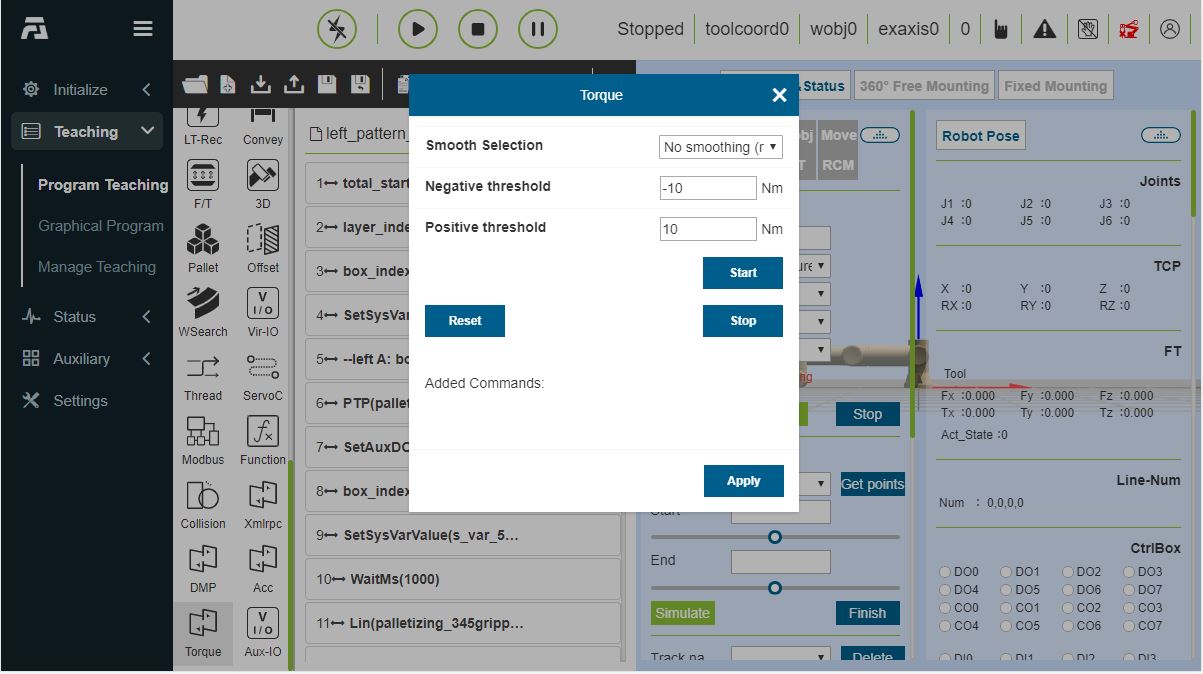 Stopped toolcoord0 wobj0 exaxis0 0
Initialize
Teaching
Program Teaching
Graphical Program
Manage Teaching
Status
Auxiliary
Settings
LT-Rec Convey
F/T 3D
Pallet Offset
WSearch Vir-IO
Thread ServoC
Modbus Function
Collision Xmlrpc
DMP Acc
Torque Aux-IO
left_pattern_
1 total_start
2 layer_inde
3 box_index
4 SetSysVar
5 --left A: bo
6 PTP(pallet
7 SetAuxDO
8 box_index
9 SetSysVarValue(s_var_5...
10 WaitMs(1000)
11 Lin(palletizing_345gripp...
Torque
Smooth Selection No smoothing (r
Negative threshold -10 Nm
Positive threshold 10 Nm
Start
Reset Stop
Added Commands:
Apply
&Status 360° Free Mounting Fixed Mounting
Move
RCM
Stop
Get points
Start
End
Simulate Finish
Track na Delete
Robot Pose
Joints
J1 :0 J2 :0 J3 :0
J4 :0 J5 :0 J6 :0
TCP
X :0 Y :0 Z :0
RX :0 RY :0 RZ :0
FT
Tool
Fx :0.000 Fy :0.000 Fz :0.000
Tx :0.000 Ty :0.000 Tz :0.000
Act_State :0
Line-Num
Num : 0,0,0,0
CtrlBox
DO0 DO1 DO2 DO3
DO4 DO5 DO6 DO7
CO0 CO1 CO2 CO3
CO4 CO5 CO6 CO7
DI0 DI1 DI2 DI3